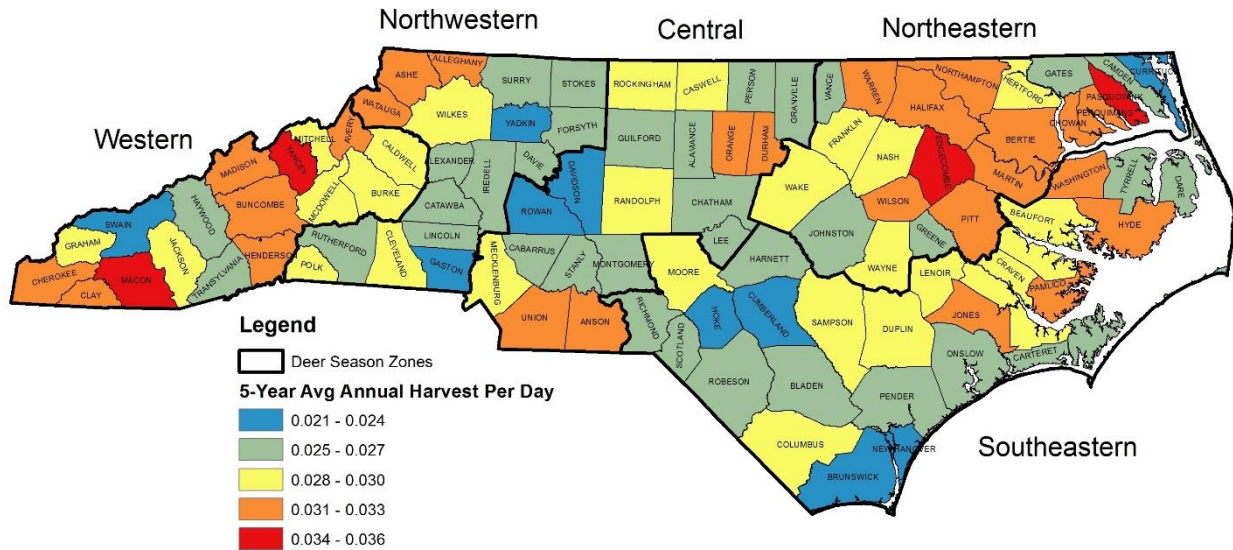 Northwestern
Central
Northeastern
Western
Southeastern
ALLEGHANY
ASHE
SURRY
STOKES
ROCKINGHAM
CASWELL
PERSON
GRANVILLE
VANCE
WARREN
NORTHAMPTON
HERTFORD
GATES
CAMDEN
CURRITUCK
PASQUOTANK
PERQUIMANS
CHOWAN
WATAUGA
WILKES
YADKIN
FORSYTH
GUILFORD
ALAMANCE
ORANGE
DURHAM
FRANKLIN
HALIFAX
BERTIE
MITCHELL
AVERY
CALDWELL
ALEXANDER
IREDELL
DAVIE
DAVIDSON
NASH
EDGECOMBE
MARTIN
WASHINGTON
TYRRELL
DARE
MADISON
YANCEY
MCDOWELL
BURKE
CATAWBA
ROWAN
RANDOLPH
CHATHAM
WAKE
WILSON
PITT
BEAUFORT
HYDE
SWAIN
HAYWOOD
BUNCOMBE
RUTHERFORD
LINCOLN
CABARRUS
STANLY
MONTGOMERY
LEE
JOHNSTON
GREENE
GRAHAM
JACKSON
HENDERSON
POLK
CLEVELAND
GASTON
MECKLENBURG
MOORE
HARNETT
WAYNE
LENOIR
CRAVEN
PAMLICO
CHEROKEE
CLAY
MACON
TRANSYLVANIA
UNION
ANSON
RICHMOND
SCOTLAND
HOKE
CUMBERLAND
SAMPSON
DUPLIN
JONES
ONSLOW
CARTERET
ROBESON
BLADEN
PENDER
COLUMBUS
NEW HANOVER
BRUNSWICK
Legend
Deer Season Zones
5-Year Avg Annual Harvest Per Day
0.021 - 0.024
0.025 - 0.027
0.028 - 0.030
0.031 - 0.033
0.034 - 0.036